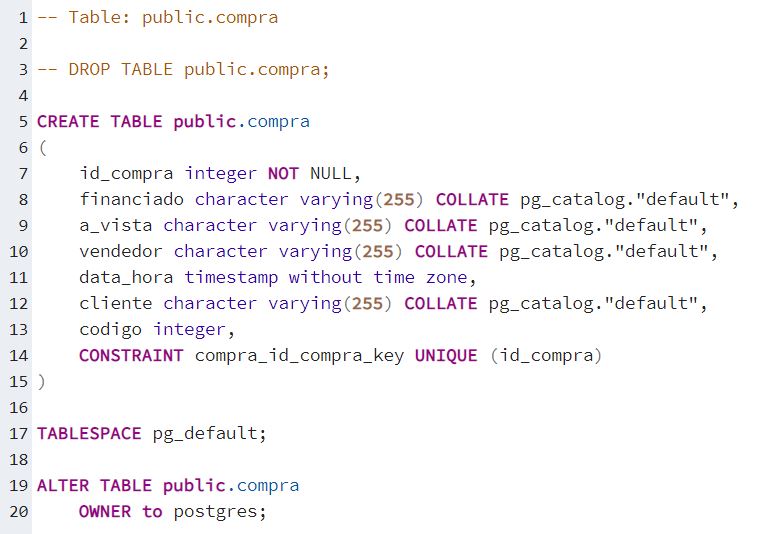 1 -- Table: public.compra
2
3 -- DROP TABLE public.compra;
4
5 CREATE TABLE public.compra
6 (
7     id_compra integer NOT NULL,
8     financiado character varying(255) COLLATE pg_catalog."default",
9     a_vista character varying(255) COLLATE pg_catalog."default",
10     vendedor character varying(255) COLLATE pg_catalog."default",
11     data_hora timestamp without time zone,
12     cliente character varying(255) COLLATE pg_catalog."default",
13     codigo integer,
14     CONSTRAINT compra_id_compra_key UNIQUE (id_compra)
15 )
16
17 TABLESPACE pg_default;
18
19 ALTER TABLE public.compra
20     OWNER to postgres;